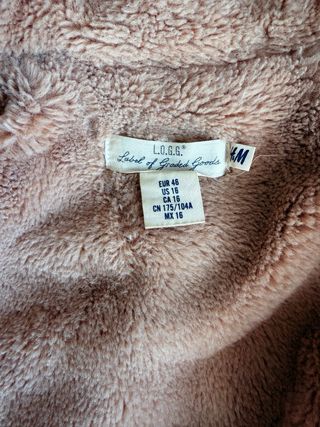 L.O.G.G.®
Label of Graded Goods
H&M
EUR 46
US 16
CA 16
CN 175/104A
MX 16